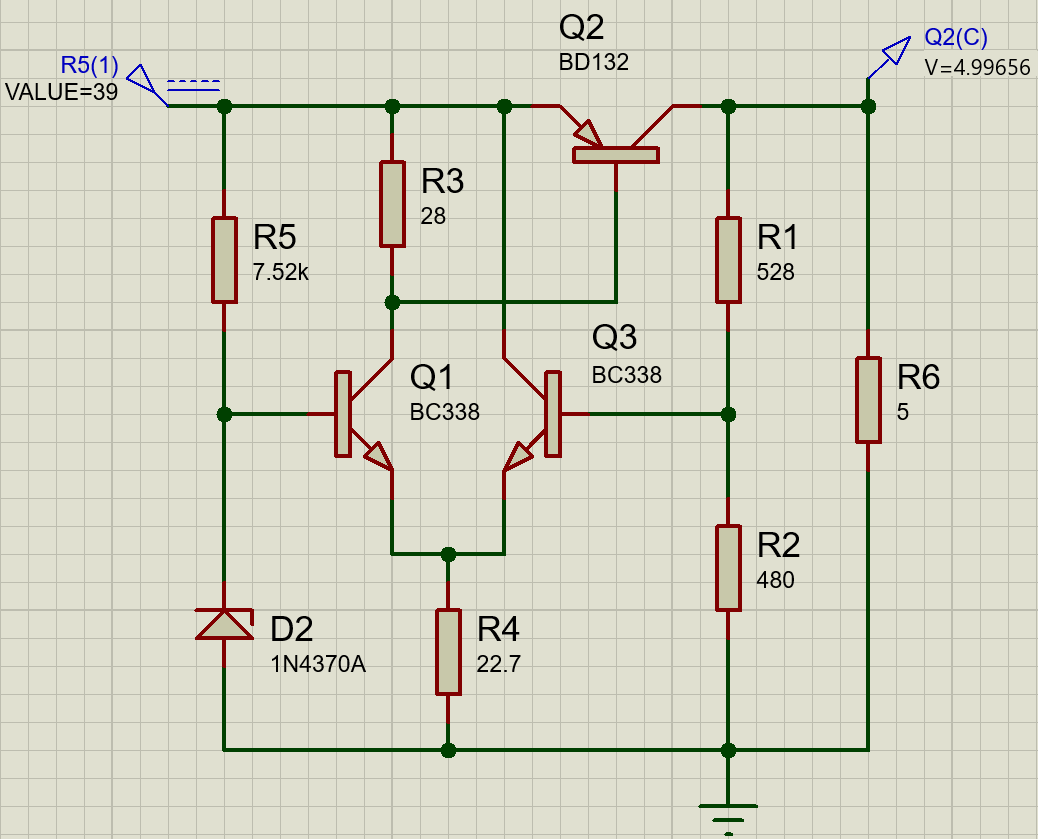 Q2
BD132
Q2(C)
V=4.99656
R5(1)
VALUE=39
R3
28
R5
7.52k
R1
528
Q1
BC338
Q3
BC338
R6
5
R2
480
D2
1N4370A
R4
22.7